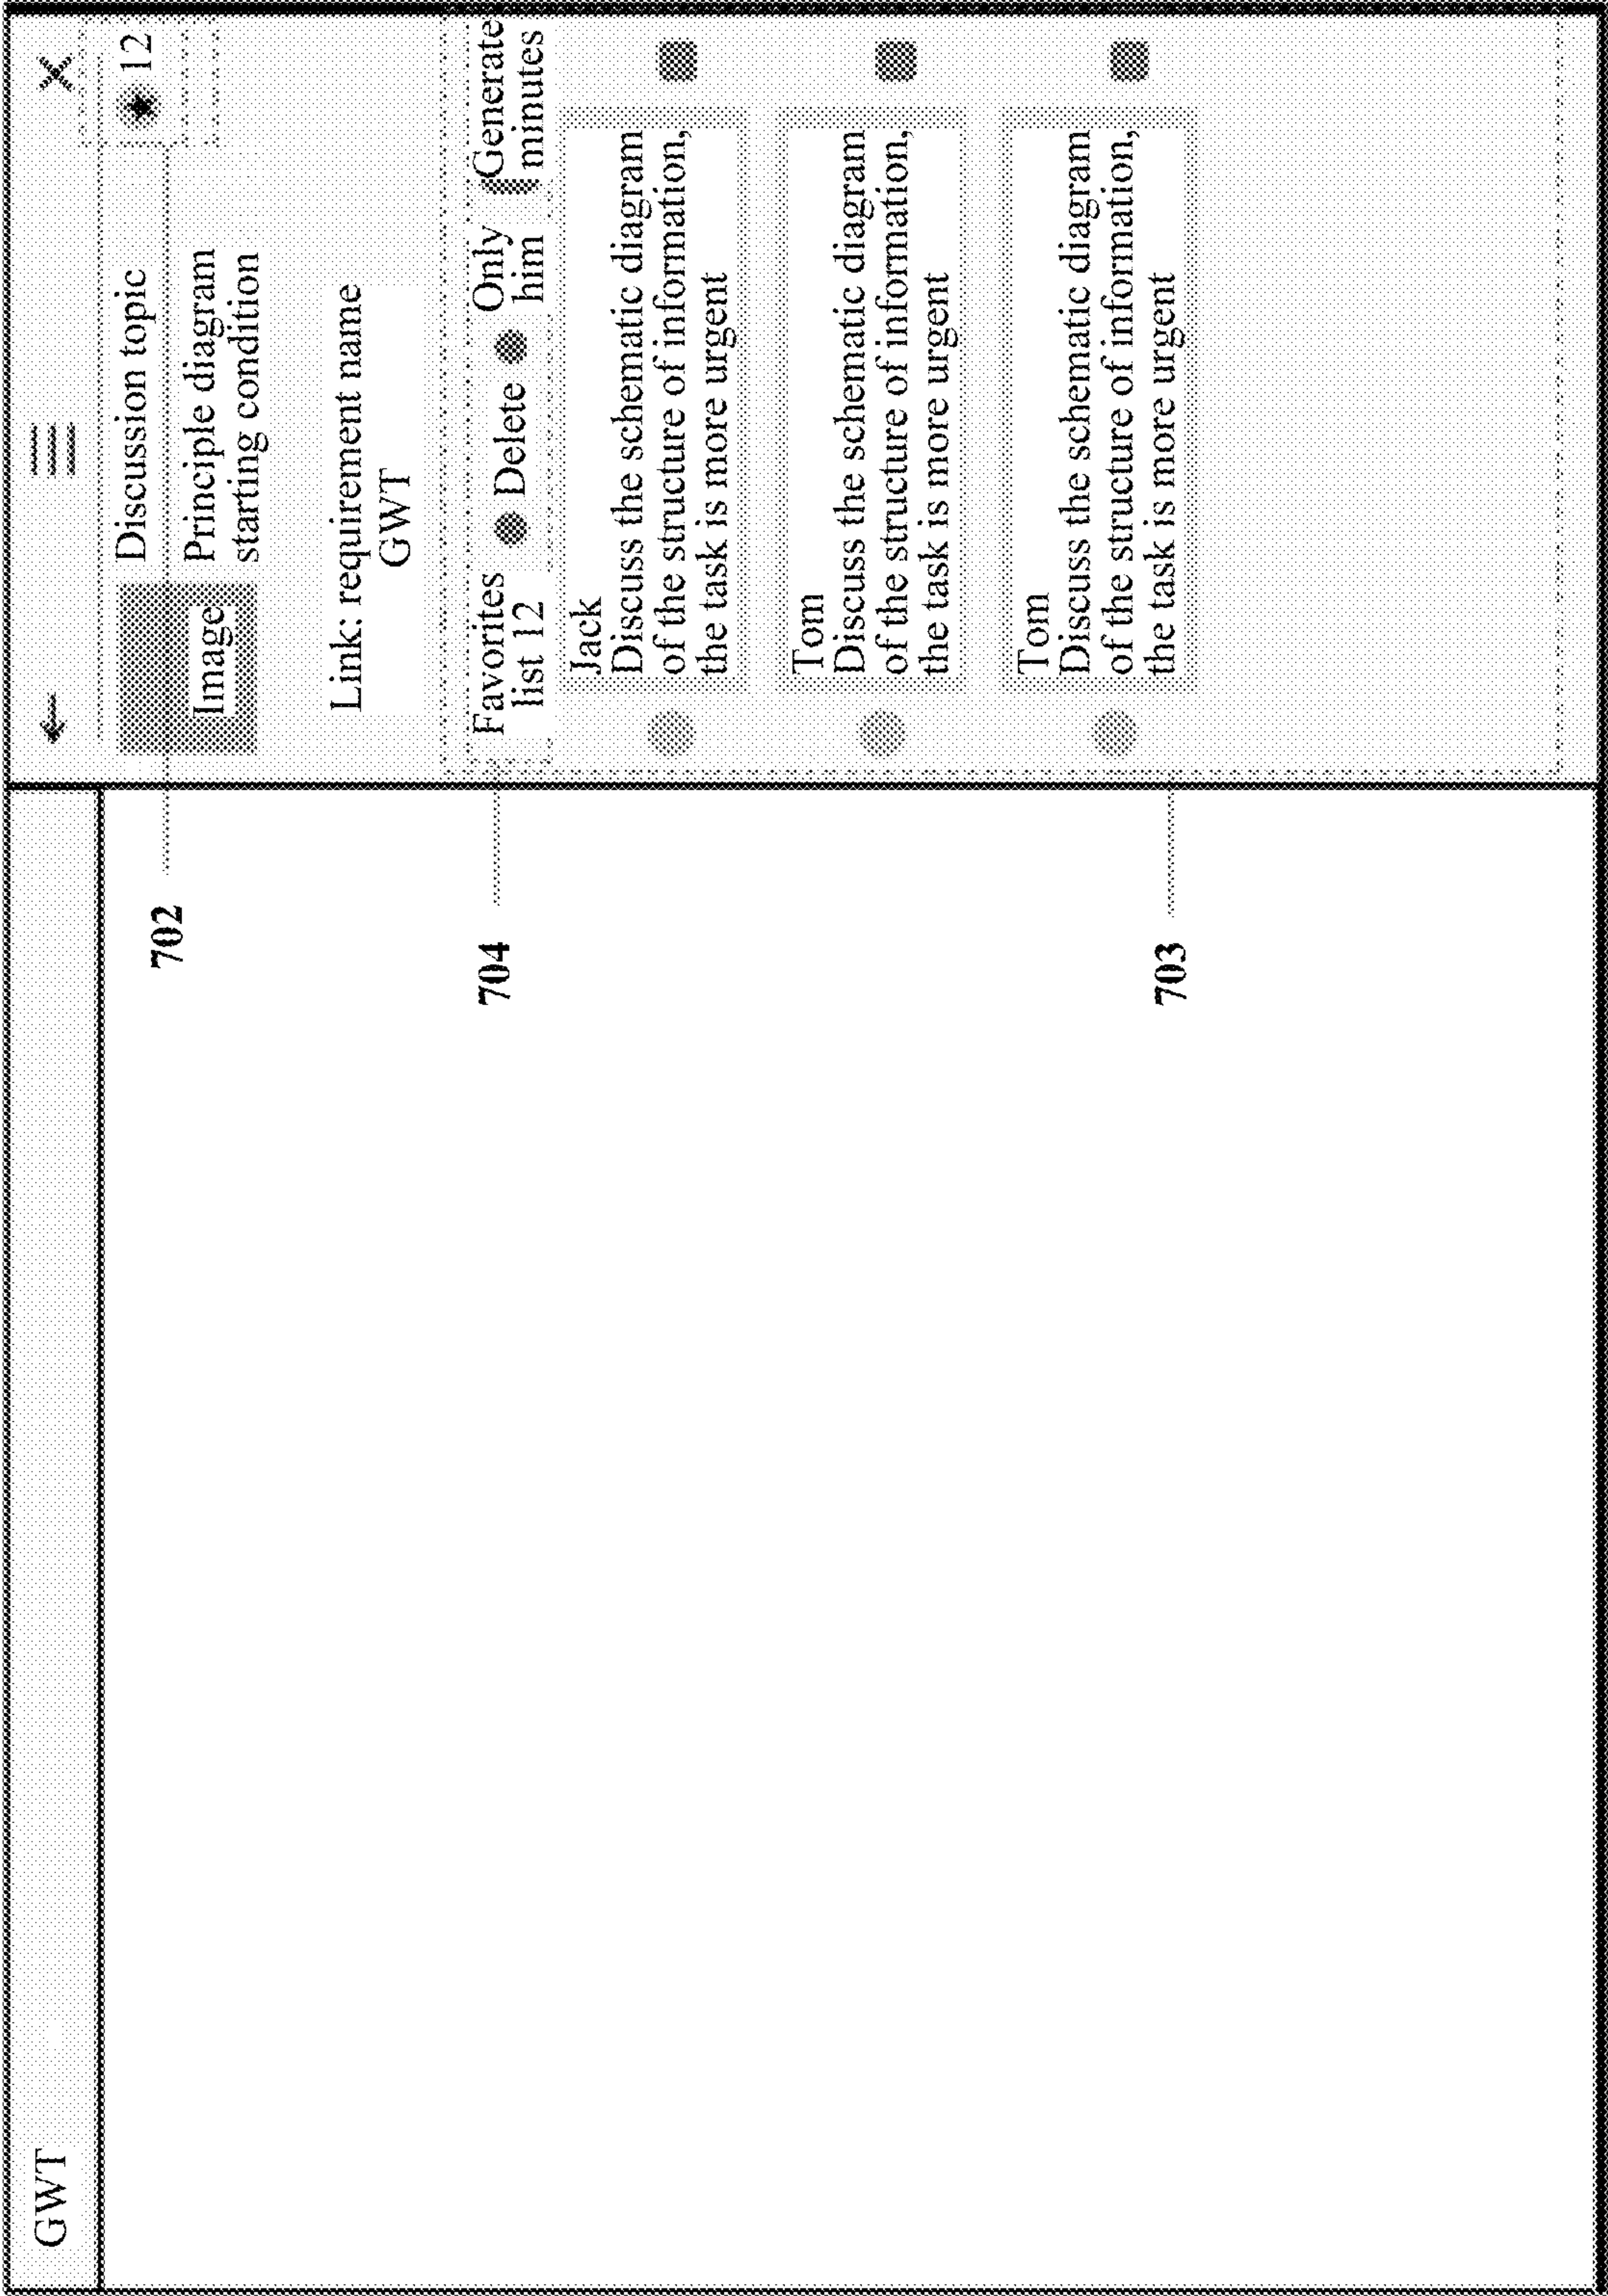 GWT
Discussion topic
12
Image
Principle diagram
starting condition
Link: requirement name
GWT
702
Favorites
list 12
Delete
Only
him
Generate
minutes
704
Jack
Discuss the schematic diagram
of the structure of information,
the task is more urgent
Tom
Discuss the schematic diagram
of the structure of information,
the task is more urgent
Tom
Discuss the schematic diagram
of the structure of information,
the task is more urgent
703